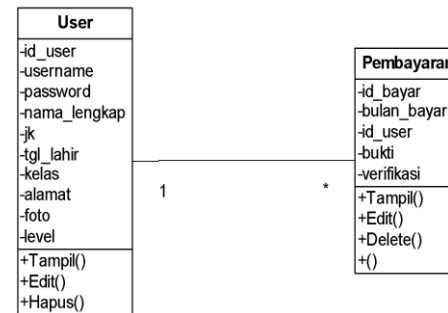 User
-id_user
-username
-password
-nama_lengkap
-jk
-tgl_lahir
-kelas
-alamat
-foto
-level
+Tampil()
+Edit()
+Hapus()
1
*
Pembayaran
-id_bayar
-bulan_bayar
-id_user
-bukti
-verifikasi
+Tampil()
+Edit()
+Delete()
+()